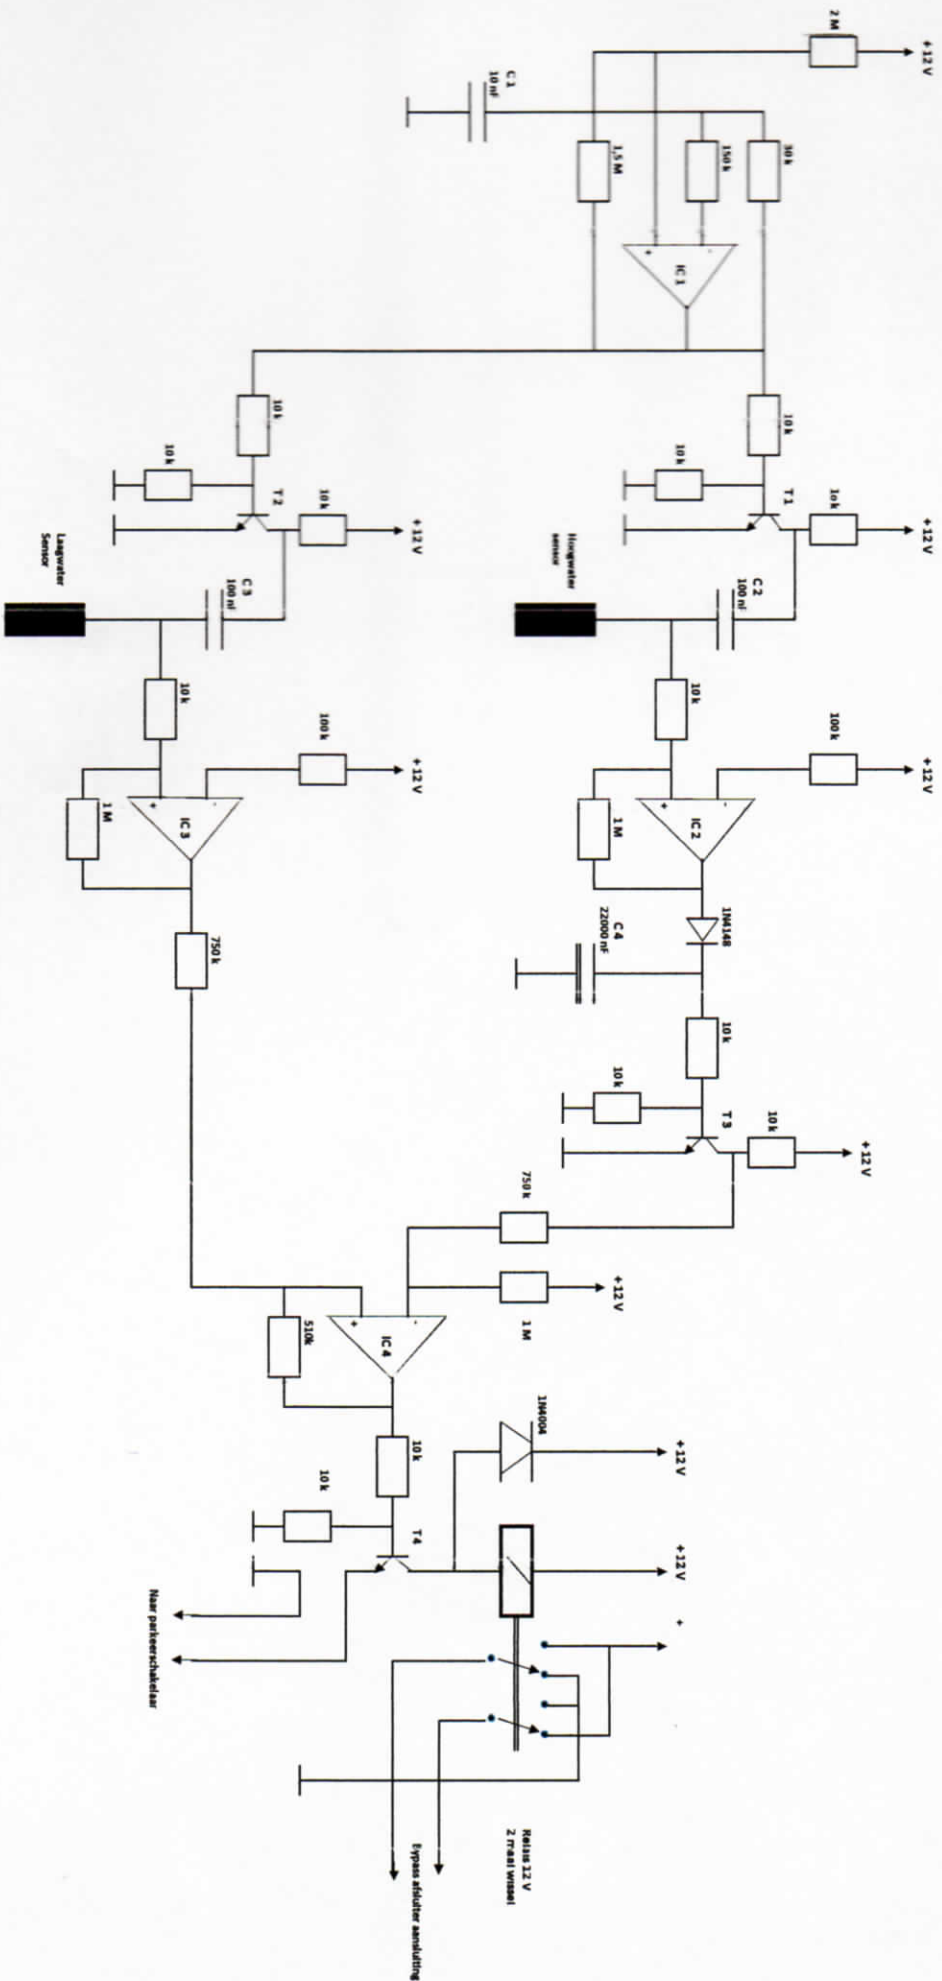 +12 V
2 M
C 1
10 nF
30k
150 k
1,5 M
-
+
IC 1
10 k
10 k
T 1
1o k
+12 V
C 2
100 nF
Hoogwater
sensor
10 k
100 k
+12 V
-
+
IC 2
1 M
1N4148
C 4
22000 nF
10 k
10 k
T 3
10 k
+12 V
10 k
10 k
T 2
10 k
+12 V
C 3
100 nF
Laagwater
Sensor
10 k
100 k
+12 V
-
+
IC 3
1 M
750 k
750 k
+12 V
1 M
-
+
IC 4
510k
10 k
10 k
T 4
1N4004
+12 V
+12 V
+
Naar parkeerschakelaar
Relais 12 V
2 maal wissel
Bypass afsluiter aansluiting